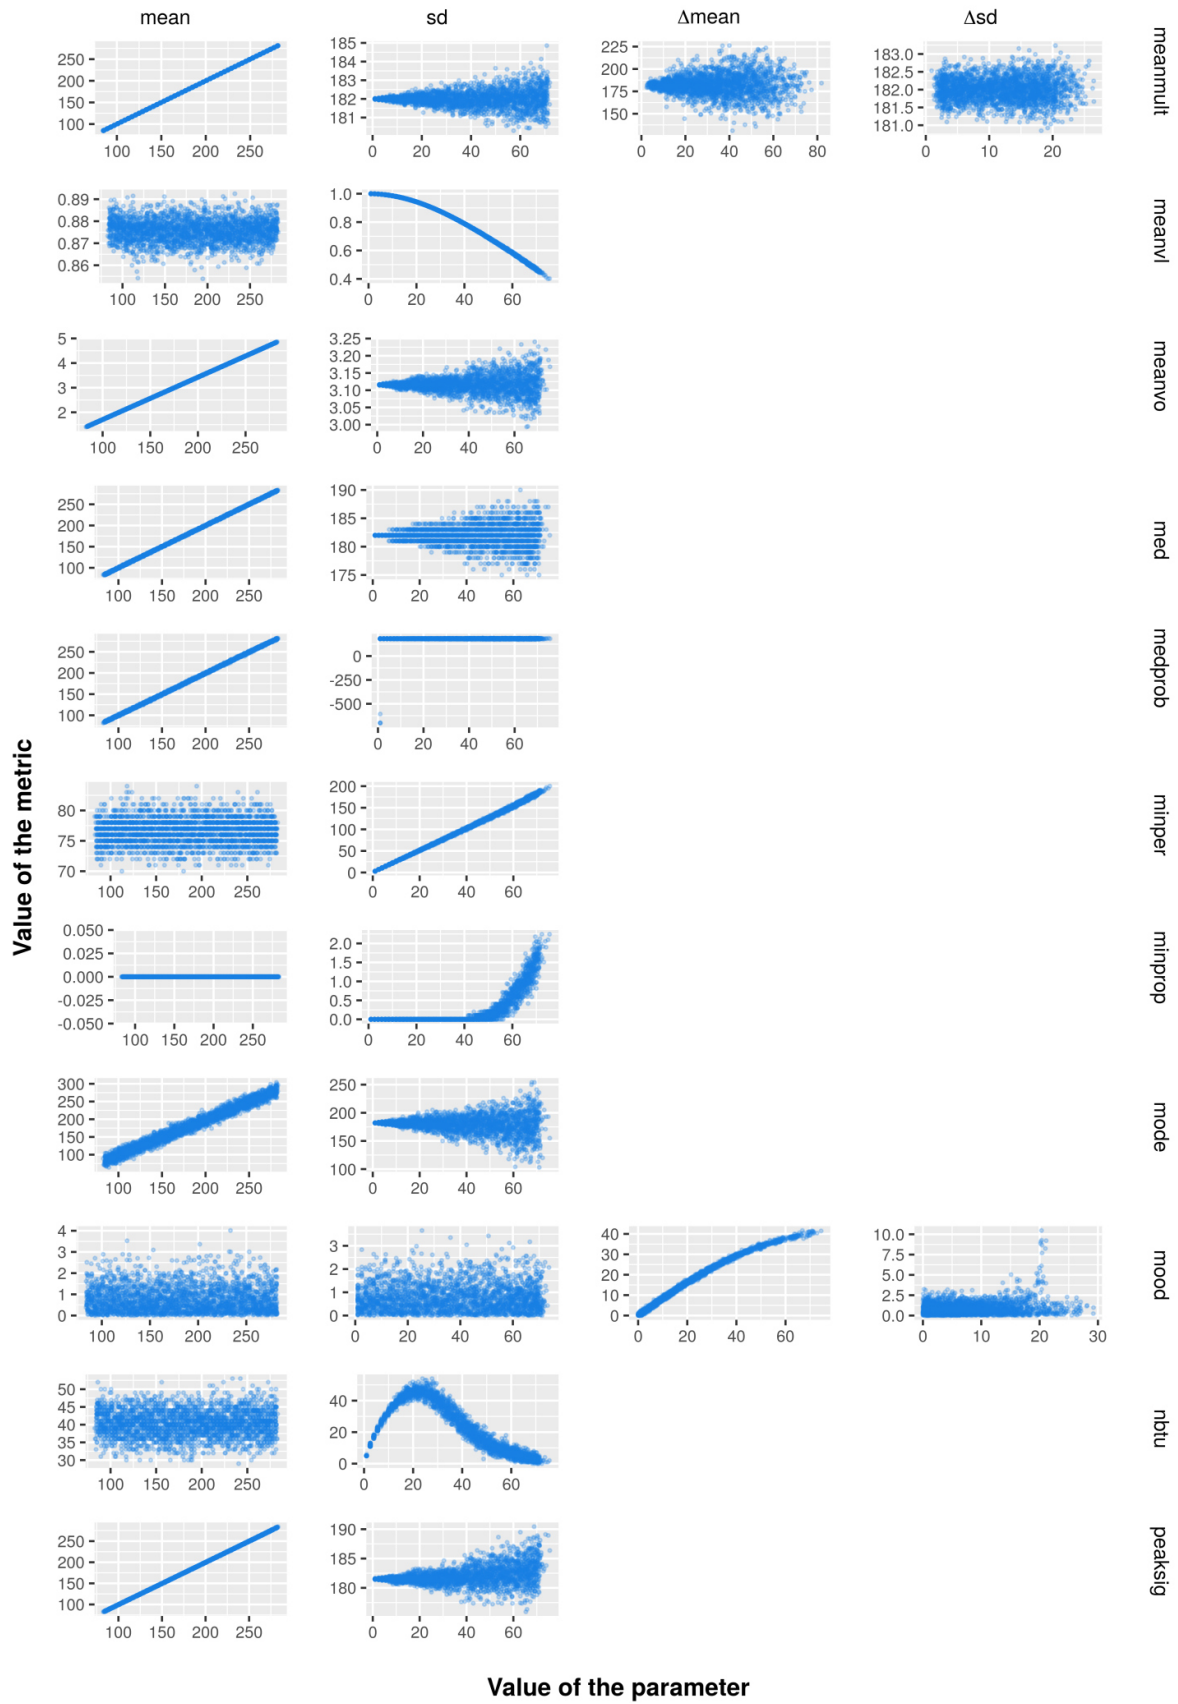 mean sd Δmean Δsd
250
200
150
100
100 150 200 250
185
184
183
182
181
0 20 40 60
225
200
175
150
0 20 40 60 80
183.0
182.5
182.0
181.5
181.0
0 10 20
meanmult
0.89
0.88
0.87
0.86
100 150 200 250
1.0
0.8
0.6
0.4
0 20 40 60
meanvl
5
4
3
2
100 150 200 250
3.25
3.20
3.15
3.10
3.05
3.00
0 20 40 60
meanvo
250
200
150
100
100 150 200 250
190
185
180
175
0 20 40 60
med
250
200
150
100
100 150 200 250
0
-250
-500
0 20 40 60
medprob
80
75
70
100 150 200 250
200
150
100
50
0
0 20 40 60
minper
0.050
0.025
0.000
-0.025
-0.050
100 150 200 250
2.0
1.5
1.0
0.5
0.0
0 20 40 60
minprop
300
250
200
150
100
100 150 200 250
250
200
150
100
0 20 40 60
mode
4
3
2
1
0
100 150 200 250
3
2
1
0
0 20 40 60
40
30
20
10
0
0 20 40 60
10.0
7.5
5.0
2.5
0.0
0 10 20 30
mood
50
45
40
35
30
100 150 200 250
40
20
0
0 20 40 60
nbtu
250
200
150
100
100 150 200 250
190
185
180
0 20 40 60
peaksig
Value of the metric
Value of the parameter